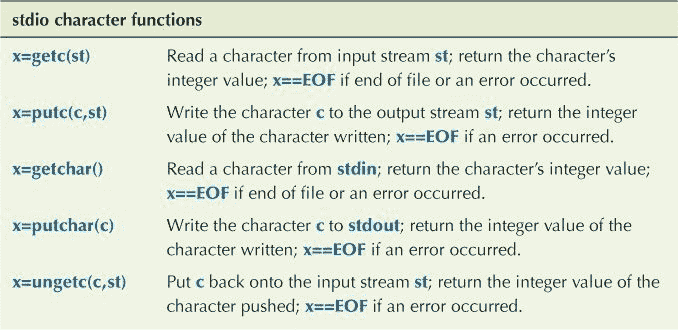 stdio character functions
x=getc(st) Read a character from input stream st; return the character's
integer value; x==EOF if end of file or an error occurred.
x=putc(c,st) Write the character c to the output stream st; return the integer
value of the character written; x==EOF if an error occurred.
x=getchar() Read a character from stdin; return the character's integer value;
x==EOF if end of file or an error occurred.
x=putchar(c) Write the character c to stdout; return the integer value of the
character written; x==EOF if an error occurred.
x=ungetc(c,st) Put c back onto the input stream st; return the integer value of the
character pushed; x==EOF if an error occurred.